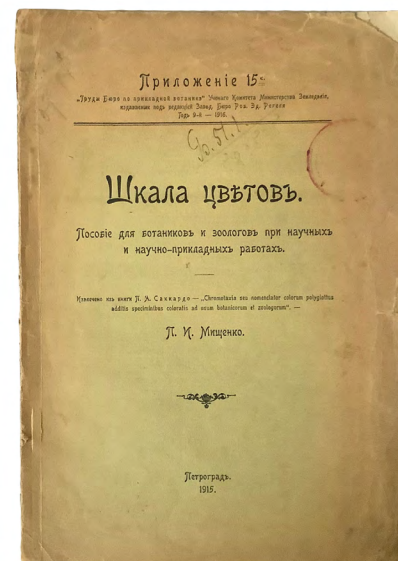 Приложеніе 15-е
„Труды Бюро по прикладной ботаникѣ“ Ученаго Комитета Министерства Земледѣлія,
издаваемые подъ редакціей Завѣд. Бюро Роб. Эд. Регеля
Годъ 9-й — 1916.
Шкала цвѣтовъ.
Пособіе для ботаниковъ и зоологовъ при научныхъ
и научно-прикладныхъ работахъ.
Извлечено изъ книги П. А. Саккардо — „Chromotaxia seu nomenclator colorum polyglottus
additis speciminibus coloratis ad usum botanicorum et zoologorum“. —
П. И. Мищенко.
Петроградъ.
1915.